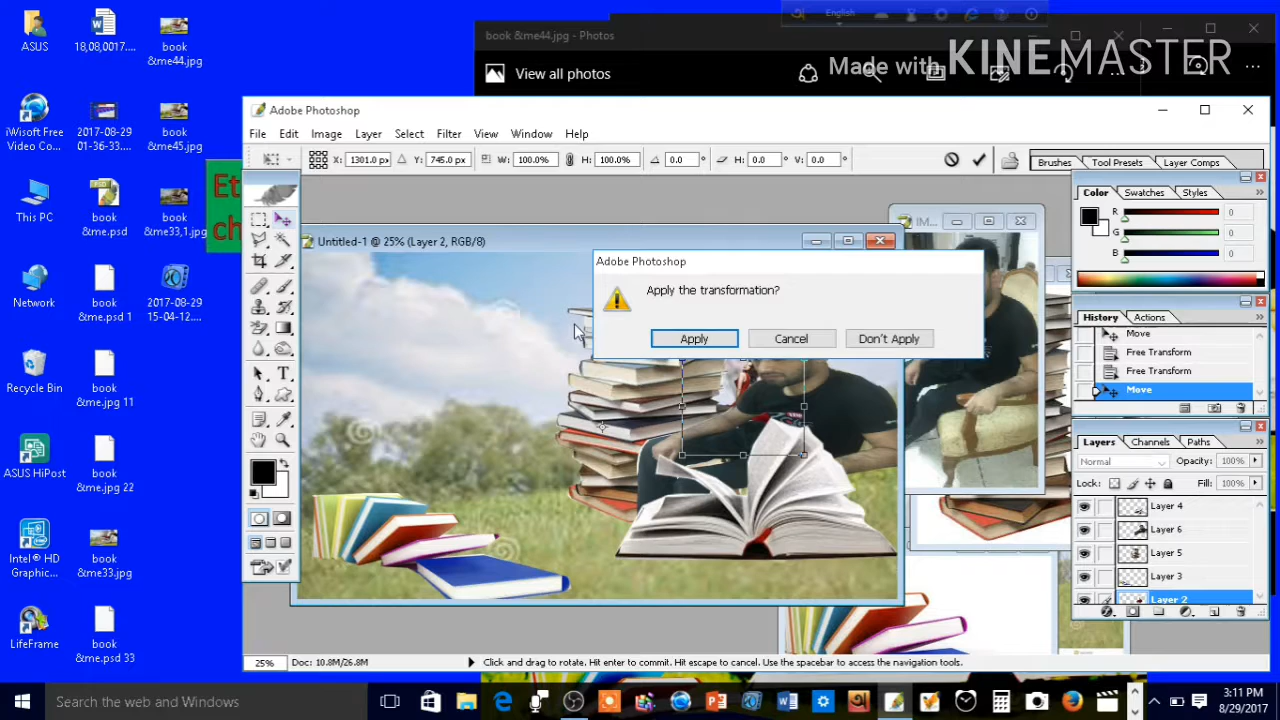 English
book &me44.jpg - Photos
View all photos
Made with KINEMASTER
ASUS
18,08,0017....
book
&me44.jpg
iWisoft Free
Video Co...
2017-08-29
01-36-33....
book
&me45.jpg
This PC
book
&me.psd
book
&me33,1.jpg
Et
ch
Network
book
&me.psd 1
2017-08-29
15-04-12....
Recycle Bin
book
&me.jpg 11
ASUS HiPost
book
&me.jpg 22
Intel® HD
Graphic...
book
&me33.jpg
LifeFrame
book
&me.psd 33
Adobe Photoshop
File Edit Image Layer Select Filter View Window Help
X: 1301.0 px Y: 745.0 px W: 100.0% H: 100.0% 0.0 ° H: 0.0 V: 0.0 °
Brushes Tool Presets Layer Comps
Untitled-1 @ 25% (Layer 2, RGB/8)
IM...
Adobe Photoshop
Apply the transformation?
Apply Cancel Don't Apply
Color Swatches Styles
R 0
G 0
B 0
History Actions
Move
Free Transform
Free Transform
Move
Layers Channels Paths
Normal Opacity: 100%
Lock: Fill: 100%
Layer 4
Layer 6
Layer 5
Layer 3
Layer 2
25% Doc: 10.8M/26.8M Click and drag to rotate. Hit enter to commit. Hit escape to cancel. Use the spacebar to access the navigation tools.
Search the web and Windows
3:11 PM
8/29/2017